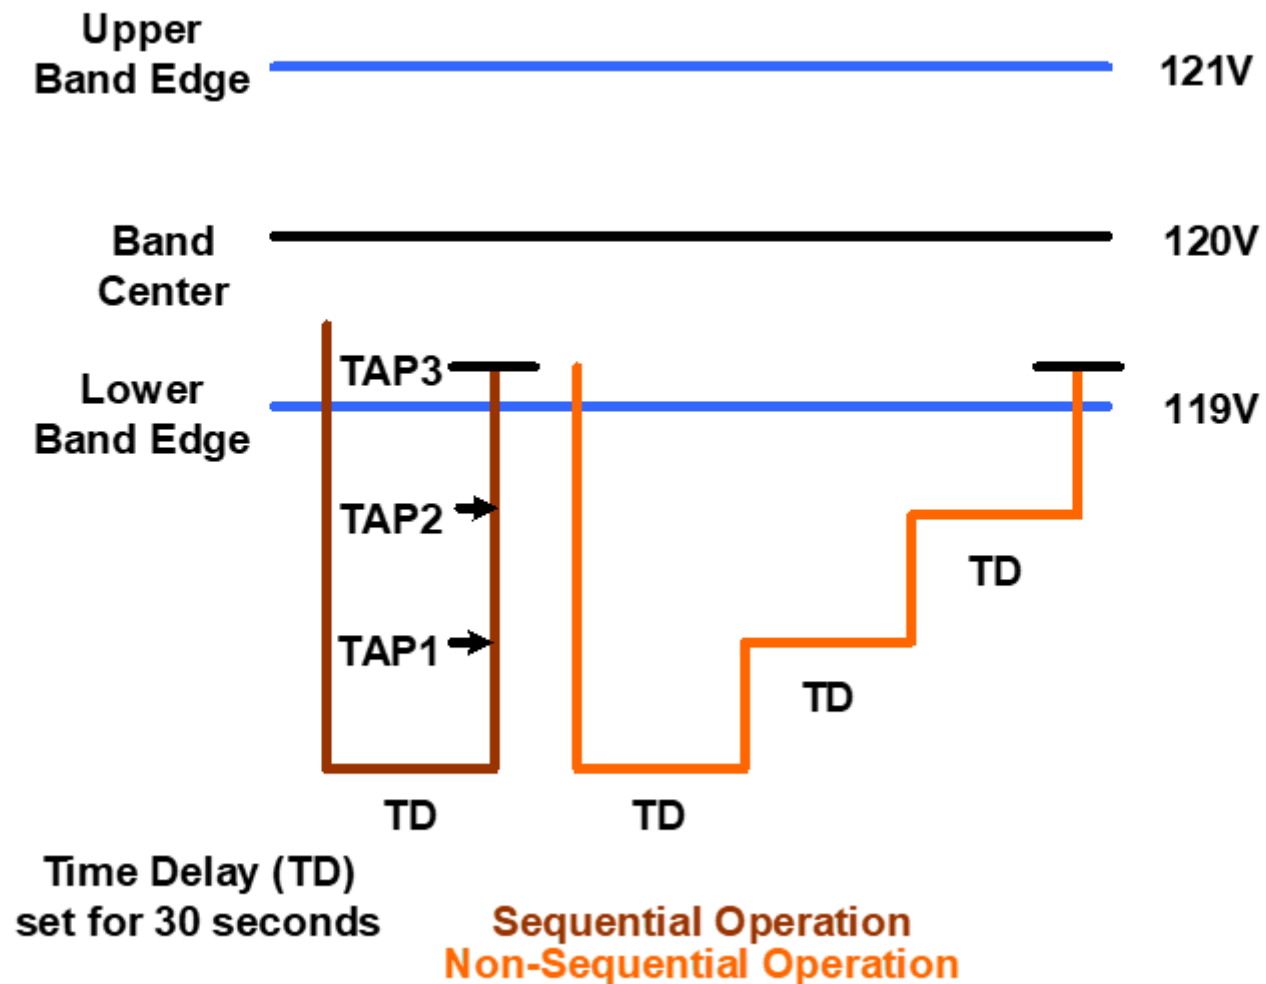 Upper
Band Edge
121V
Band
Center
120V
TAP3
Lower
Band Edge
119V
TAP2
TD
TAP1
TD
TD
TD
Time Delay (TD)
set for 30 seconds
Sequential Operation
Non-Sequential Operation